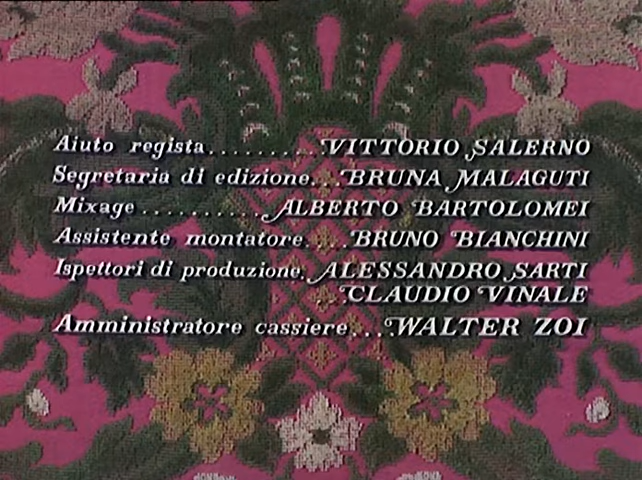 Aiuto regista.......... VITTORIO SALERNO
Segretaria di edizione... BRUNA MALAGUTI
Mixage.......... ALBERTO BARTOLOMEI
Assistente montatore.... BRUNO BIANCHINI
Ispettori di produzione.. ALESSANDRO SARTI
CLAUDIO VINALE
Amministratore cassiere.... WALTER ZOI